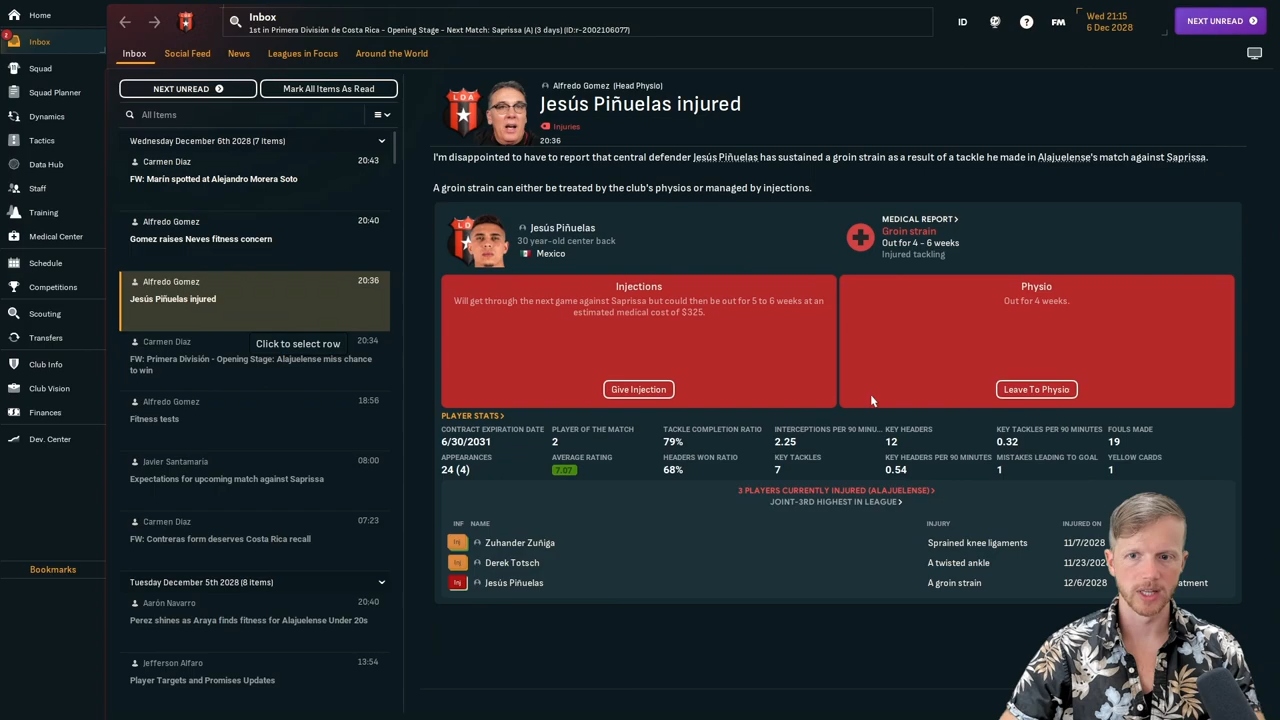 Home
Inbox
1st in Primera División de Costa Rica - Opening Stage - Next Match: Saprissa (A) (3 days) (ID:r-2002106077)
ID
?
FM
Wed 21:15
6 Dec 2028
NEXT UNREAD
2
Inbox
Squad
Squad Planner
Dynamics
Tactics
Data Hub
Staff
Training
Medical Center
Schedule
Competitions
Scouting
Transfers
Club Info
Club Vision
Finances
Dev. Center
Bookmarks
Inbox
Social Feed
News
Leagues in Focus
Around the World
NEXT UNREAD
Mark All Items As Read
All Items
Wednesday December 6th 2028 (7 Items)
Carmen Diaz 20:43
FW: Marín spotted at Alejandro Morera Soto
Alfredo Gomez 20:40
Gomez raises Neves fitness concern
Alfredo Gomez 20:36
Jesús Piñuelas injured
Carmen Diaz 20:34
Click to select row
FW: Primera División - Opening Stage: Alajuelense miss chance
to win
Alfredo Gomez 18:56
Fitness tests
Javier Santamaria 08:00
Expectations for upcoming match against Saprissa
Carmen Diaz 07:23
FW: Contreras form deserves Costa Rica recall
Tuesday December 5th 2028 (8 Items)
Aarón Navarro 20:40
Perez shines as Araya finds fitness for Alajuelense Under 20s
Jefferson Alfaro 13:54
Player Targets and Promises Updates
LDA
Alfredo Gomez (Head Physio)
Jesús Piñuelas injured
Injuries
20:36
I'm disappointed to have to report that central defender Jesús Piñuelas has sustained a groin strain as a result of a tackle he made in Alajuelense's match against Saprissa.
A groin strain can either be treated by the club's physios or managed by injections.
LD
Jesús Piñuelas
30 year-old center back
Mexico
MEDICAL REPORT >
Groin strain
Out for 4 - 6 weeks
Injured tackling
Injections
Will get through the next game against Saprissa but could then be out for 5 to 6 weeks at an
estimated medical cost of $325.
Give Injection
Physio
Out for 4 weeks.
Leave To Physio
PLAYER STATS >
CONTRACT EXPIRATION DATE PLAYER OF THE MATCH TACKLE COMPLETION RATIO INTERCEPTIONS PER 90 MINU... KEY HEADERS KEY TACKLES PER 90 MINUTES FOULS MADE
6/30/2031 2 79% 2.25 12 0.32 19
APPEARANCES AVERAGE RATING HEADERS WON RATIO KEY TACKLES KEY HEADERS PER 90 MINUTES MISTAKES LEADING TO GOAL YELLOW CARDS
24 (4) 7.07 68% 7 0.54 1 1
3 PLAYERS CURRENTLY INJURED (ALAJUELENSE) >
JOINT-3RD HIGHEST IN LEAGUE >
INF NAME INJURY INJURED ON
Inj Zuhander Zuñiga Sprained knee ligaments 11/7/2028
Inj Derek Totsch A twisted ankle 11/23/202
Inj Jesús Piñuelas A groin strain 12/6/2028 atment